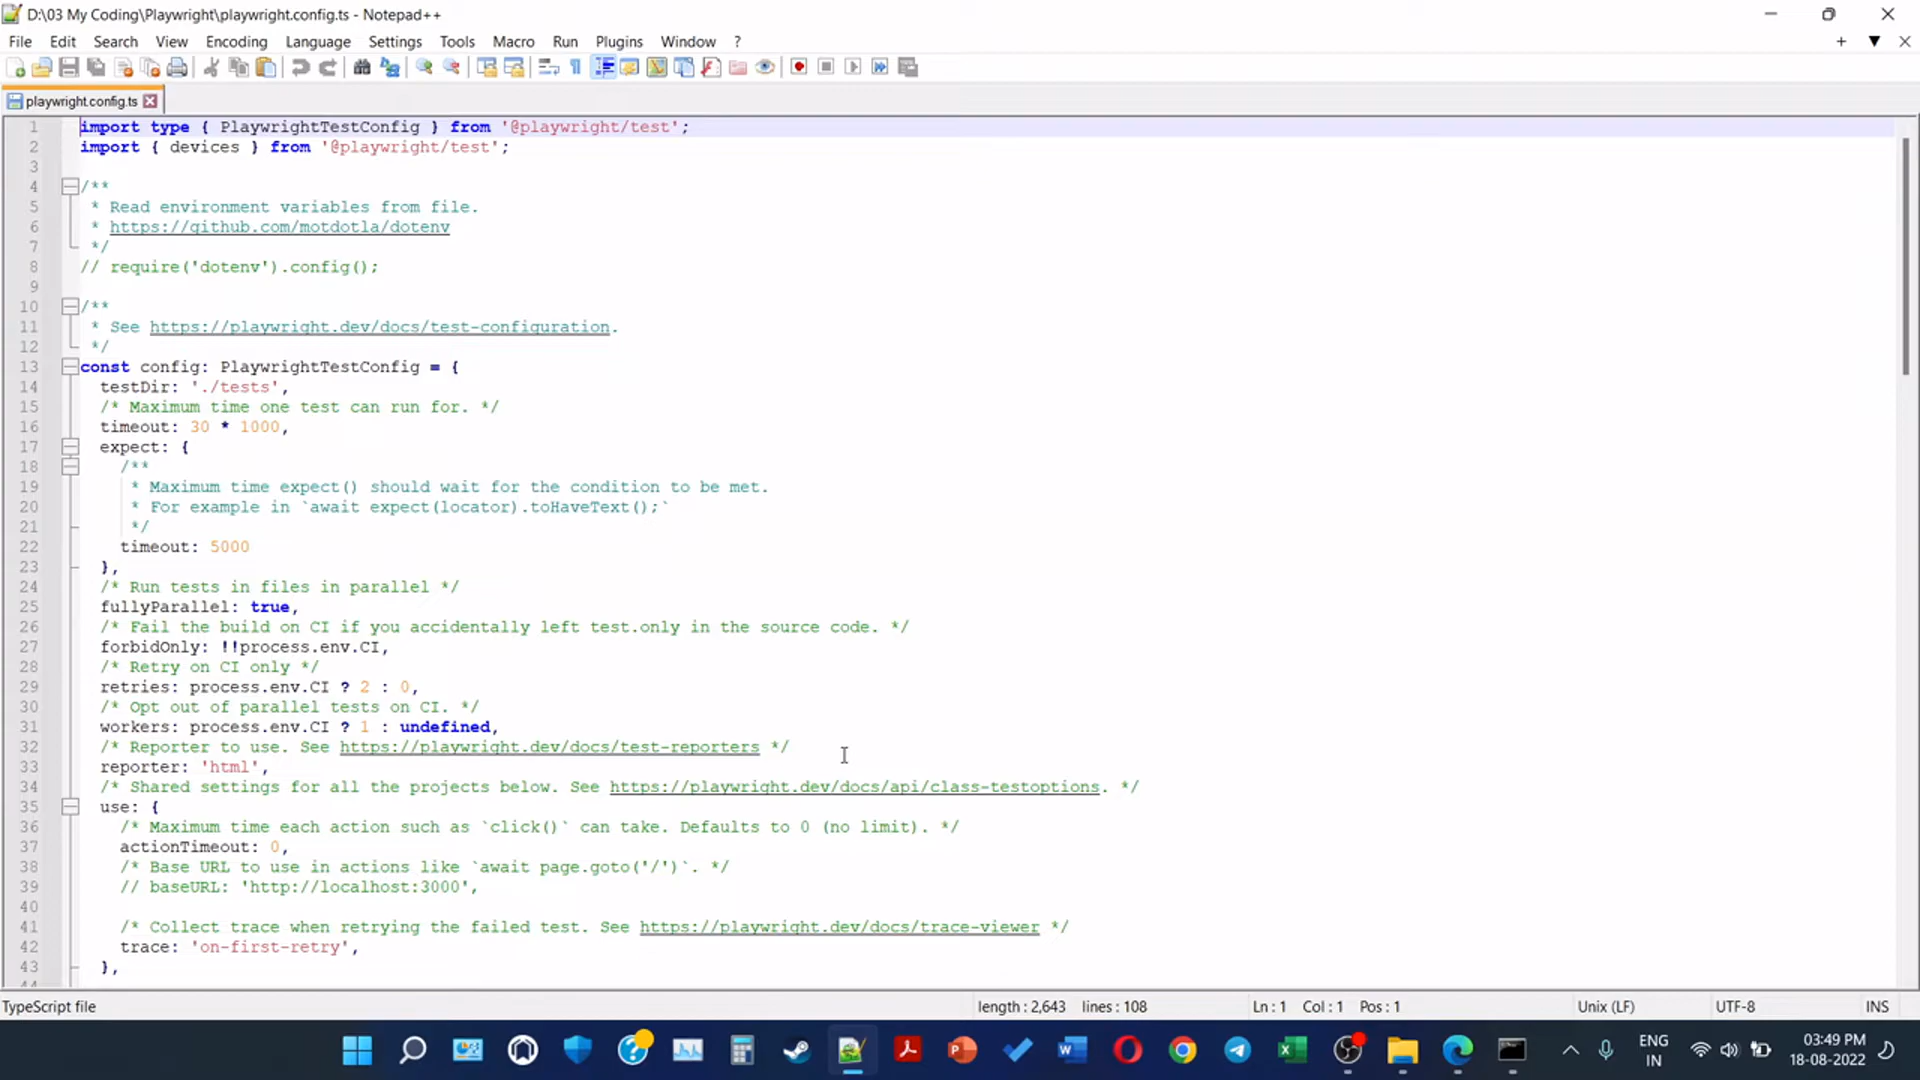 D:\03 My Coding\Playwright\playwright.config.ts - Notepad++
File Edit Search View Encoding Language Settings Tools Macro Run Plugins Window ?
playwright.config.ts
1 import type { PlaywrightTestConfig } from '@playwright/test';
2 import { devices } from '@playwright/test';
3
4 /**
5 * Read environment variables from file.
6 * https://github.com/motdotla/dotenv
7 */
8 // require('dotenv').config();
9
10 /**
11 * See https://playwright.dev/docs/test-configuration.
12 */
13 const config: PlaywrightTestConfig = {
14 testDir: './tests',
15 /* Maximum time one test can run for. */
16 timeout: 30 * 1000,
17 expect: {
18 /**
19 * Maximum time expect() should wait for the condition to be met.
20 * For example in `await expect(locator).toHaveText();`
21 */
22 timeout: 5000
23 },
24 /* Run tests in files in parallel */
25 fullyParallel: true,
26 /* Fail the build on CI if you accidentally left test.only in the source code. */
27 forbidOnly: !!process.env.CI,
28 /* Retry on CI only */
29 retries: process.env.CI ? 2 : 0,
30 /* Opt out of parallel tests on CI. */
31 workers: process.env.CI ? 1 : undefined,
32 /* Reporter to use. See https://playwright.dev/docs/test-reporters */
33 reporter: 'html',
34 /* Shared settings for all the projects below. See https://playwright.dev/docs/api/class-testoptions. */
35 use: {
36 /* Maximum time each action such as `click()` can take. Defaults to 0 (no limit). */
37 actionTimeout: 0,
38 /* Base URL to use in actions like `await page.goto('/')`. */
39 // baseURL: 'http://localhost:3000',
40
41 /* Collect trace when retrying the failed test. See https://playwright.dev/docs/trace-viewer */
42 trace: 'on-first-retry',
43 },
44
TypeScript file length : 2,643 lines : 108 Ln : 1 Col : 1 Pos : 1 Unix (LF) UTF-8 INS
ENG 03:49 PM
IN 18-08-2022